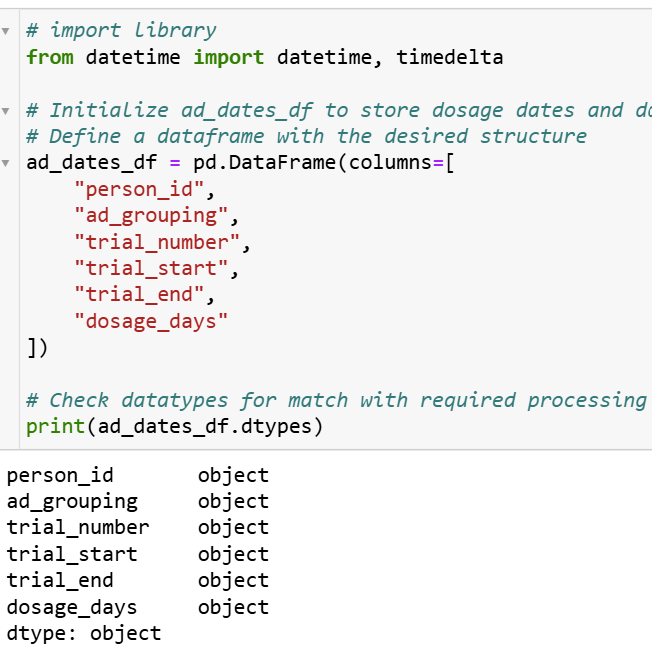 # import library
from datetime import datetime, timedelta
# Initialize ad_dates_df to store dosage dates and
# Define a dataframe with the desired structure
ad_dates_df = pd.DataFrame(columns=[
    "person_id",
    "ad_grouping",
    "trial_number",
    "trial_start",
    "trial_end",
    "dosage_days"
])
# Check datatypes for match with required processing
print(ad_dates_df.dtypes)
person_id       object
ad_grouping     object
trial_number    object
trial_start     object
trial_end       object
dosage_days     object
dtype: object